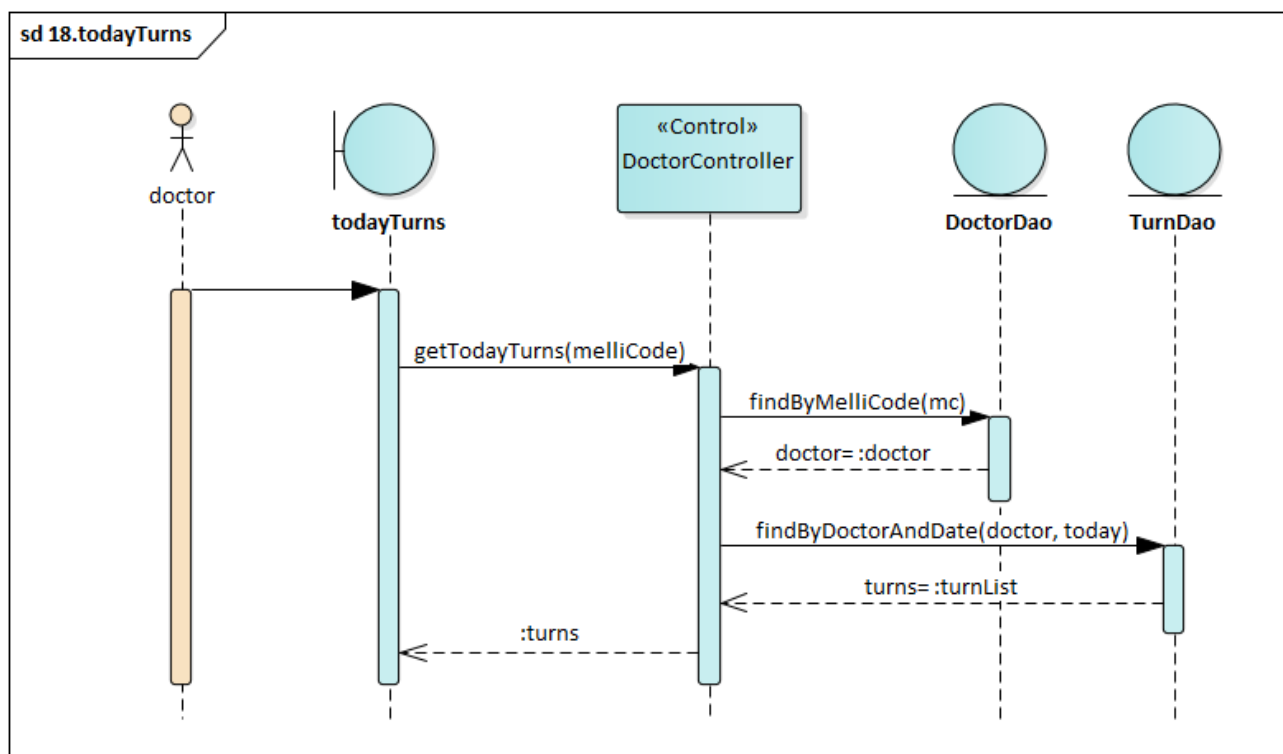 sd 18.todayTurns
doctor
todayTurns
«Control»
DoctorController
DoctorDao
TurnDao
getTodayTurns(melliCode)
findByMelliCode(mc)
doctor= :doctor
findByDoctorAndDate(doctor, today)
turns= :turnList
:turns